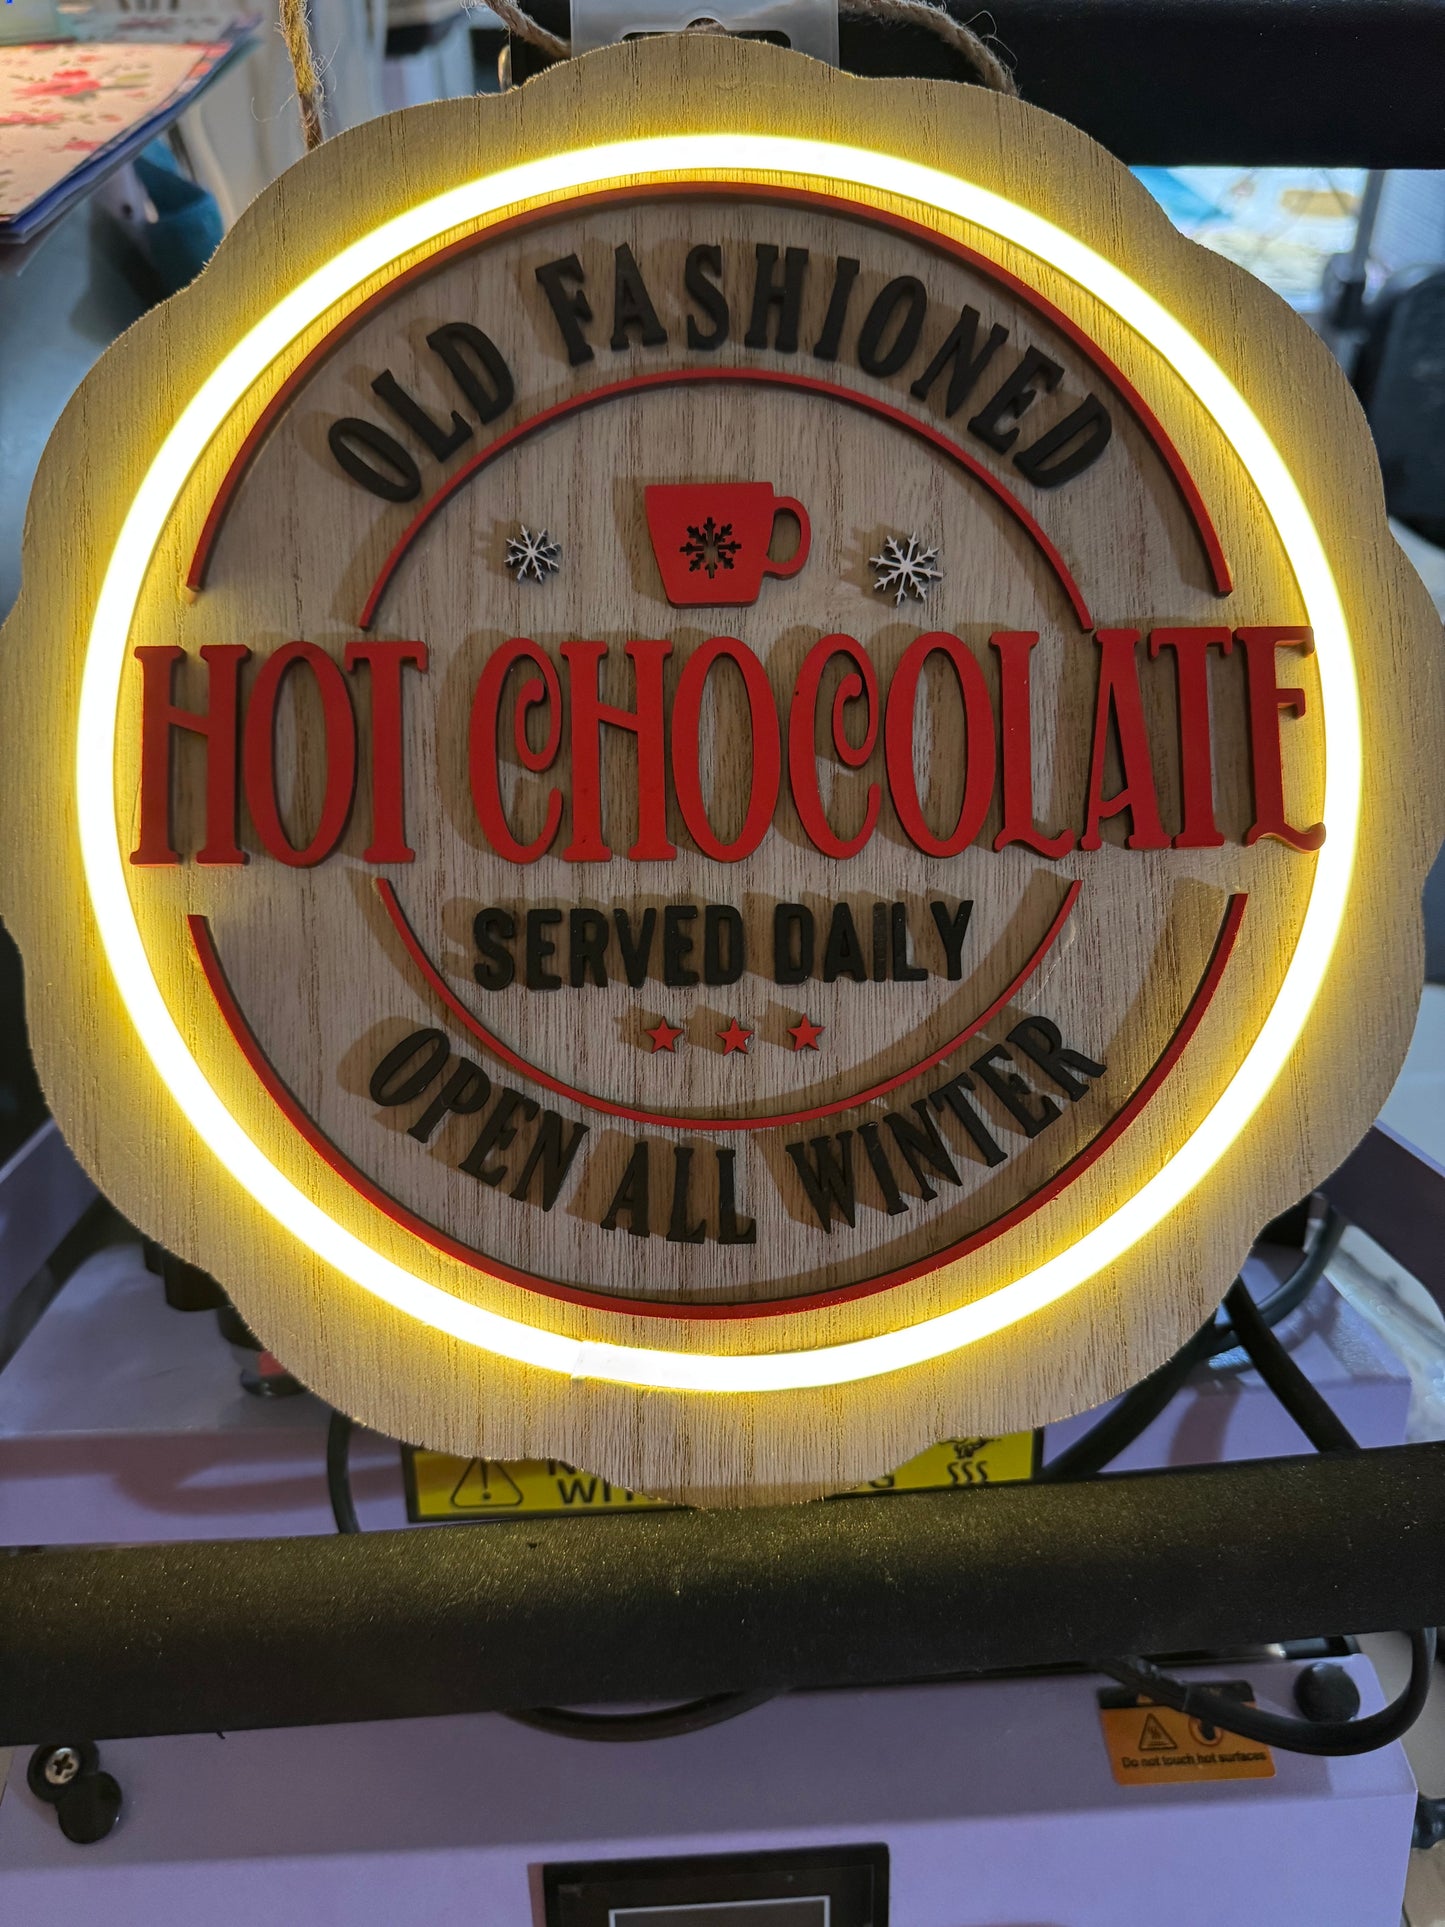 OLD FASHIONED
HOT CHOCOLATE
SERVED DAILY
OPEN ALL WINTER
Do not touch hot surfaces